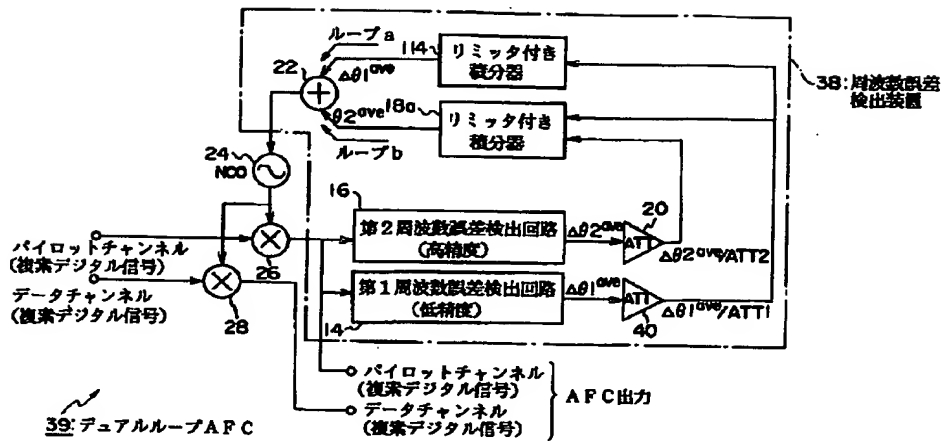 ループa
114
リミッタ付き
積分器
22
Δθ1ave
38:周波数誤差
検出装置
θ2ave
18a
リミッタ付き
積分器
ループb
24
NCO
16
第2周波数誤差検出回路
(高精度)
Δθ2ave
20
ATT
Δθ2ave/ATT2
パイロットチャンネル
(複素デジタル信号)
26
データチャンネル
(複素デジタル信号)
28
第1周波数誤差検出回路
(低精度)
14
Δθ1ave
ATT
40
Δθ1ave/ATT1
パイロットチャンネル
(複素デジタル信号)
データチャンネル
(複素デジタル信号)
AFC出力
39:デュアルループAFC